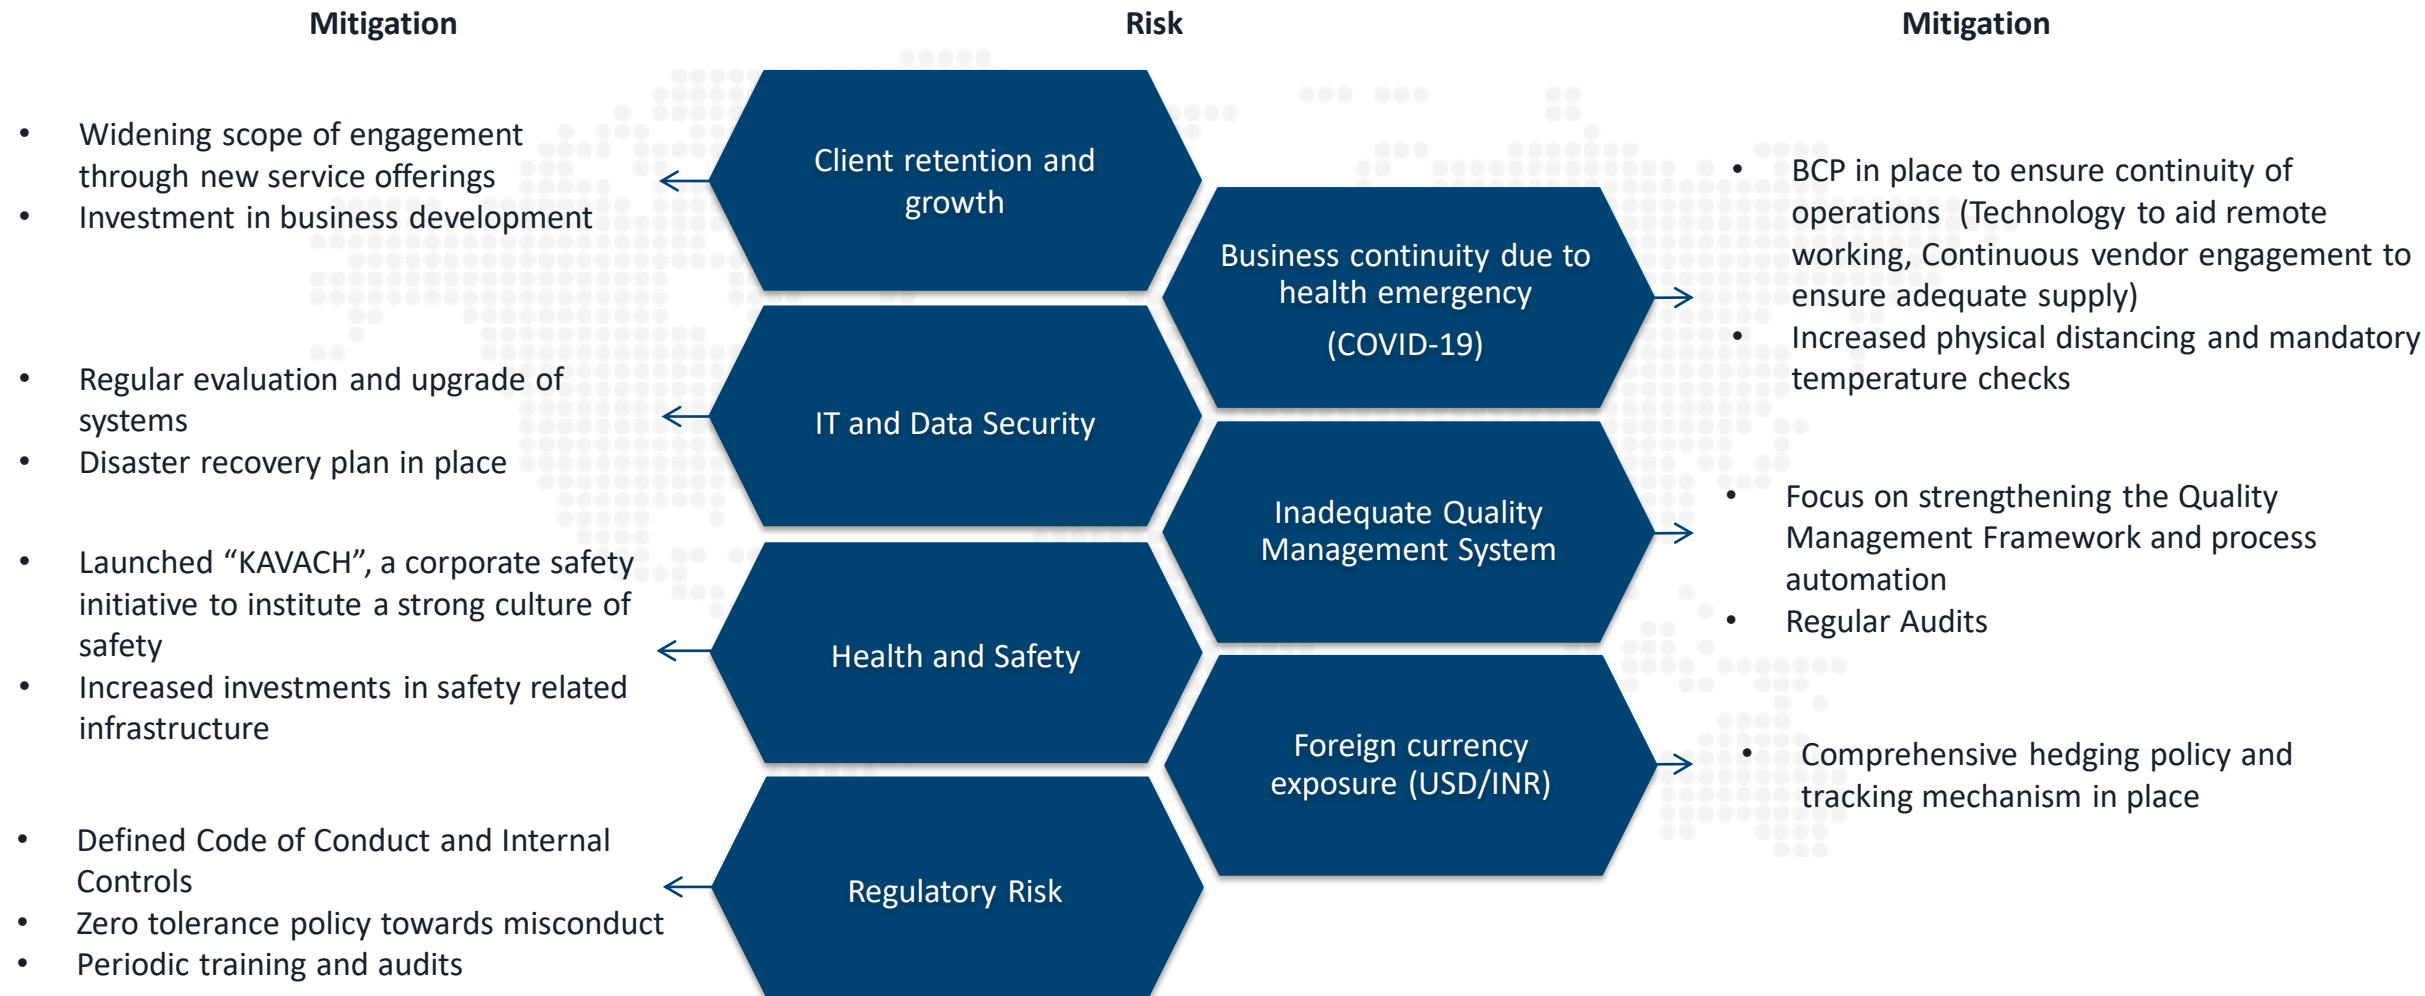 Mitigation
Risk
Mitigation
• Widening scope of engagement
through new service offerings
• Investment in business development
Client retention and
growth
Business continuity due to
health emergency
(COVID-19)
• BCP in place to ensure continuity of
operations (Technology to aid remote
working, Continuous vendor engagement to
ensure adequate supply)
• Increased physical distancing and mandatory
temperature checks
• Regular evaluation and upgrade of
systems
• Disaster recovery plan in place
IT and Data Security
Inadequate Quality
Management System
• Focus on strengthening the Quality
Management Framework and process
automation
• Regular Audits
• Launched “KAVACH”, a corporate safety
initiative to institute a strong culture of
safety
• Increased investments in safety related
infrastructure
Health and Safety
Foreign currency
exposure (USD/INR)
• Comprehensive hedging policy and
tracking mechanism in place
• Defined Code of Conduct and Internal
Controls
• Zero tolerance policy towards misconduct
• Periodic training and audits
Regulatory Risk